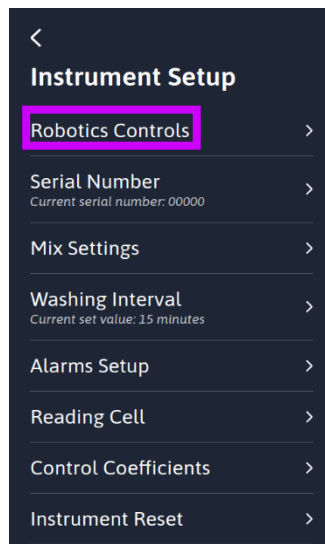 Instrument Setup
Robotics Controls
Serial Number
Current serial number: 00000
Mix Settings
Washing Interval
Current set value: 15 minutes
Alarms Setup
Reading Cell
Control Coefficients
Instrument Reset